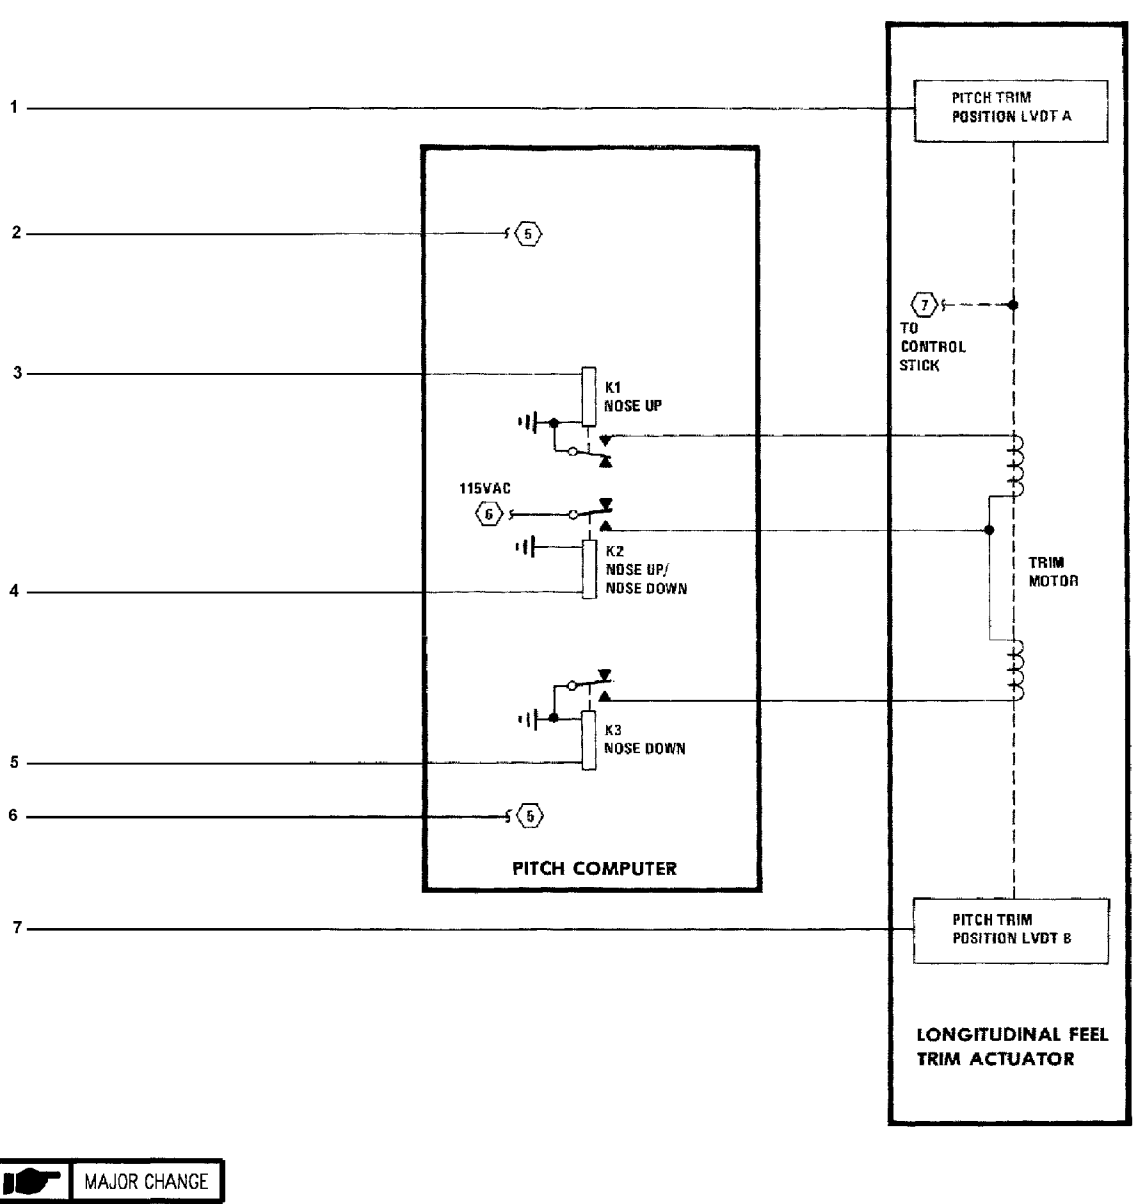 1
PITCH TRIM
POSITION LVDT A
2
5
7
TO
CONTROL
STICK
3
K1
NOSE UP
115VAC
6
K2
NOSE UP/
NOSE DOWN
4
TRIM
MOTOR
K3
NOSE DOWN
5
6
5
PITCH COMPUTER
7
PITCH TRIM
POSITION LVDT B
LONGITUDINAL FEEL
TRIM ACTUATOR
MAJOR CHANGE